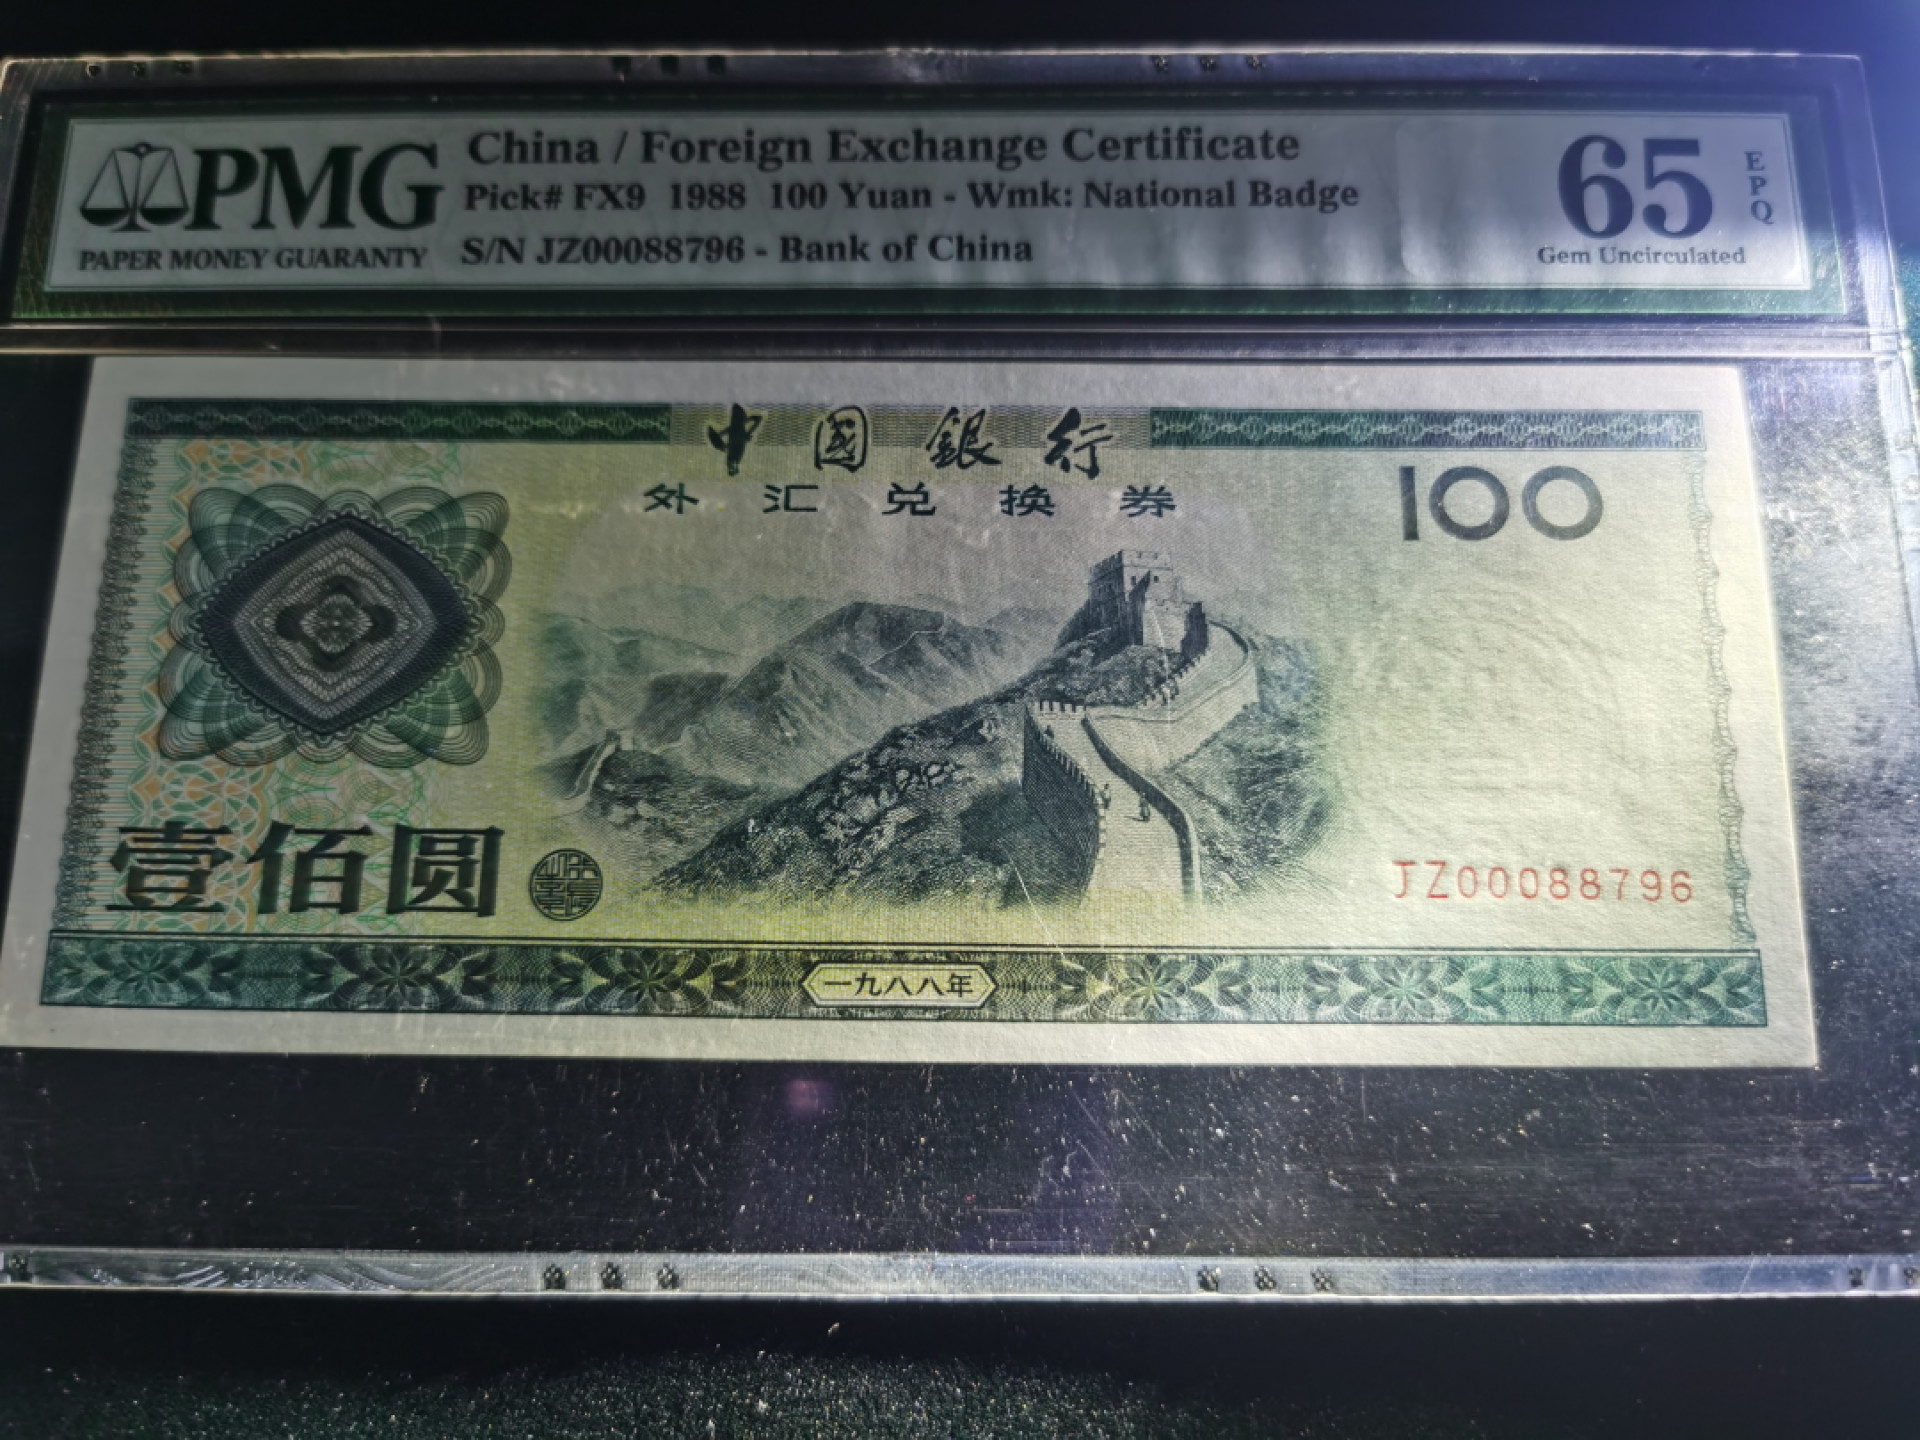 PMG
PAPER MONEY GUARANTY
China / Foreign Exchange Certificate
Pick# FX9 1988 100 Yuan - Wmk: National Badge
S/N JZ00088796 - Bank of China
65
EPQ
Gem Uncirculated
中國銀行
外汇兑换券
100
壹佰圆
JZ00088796
一九八八年